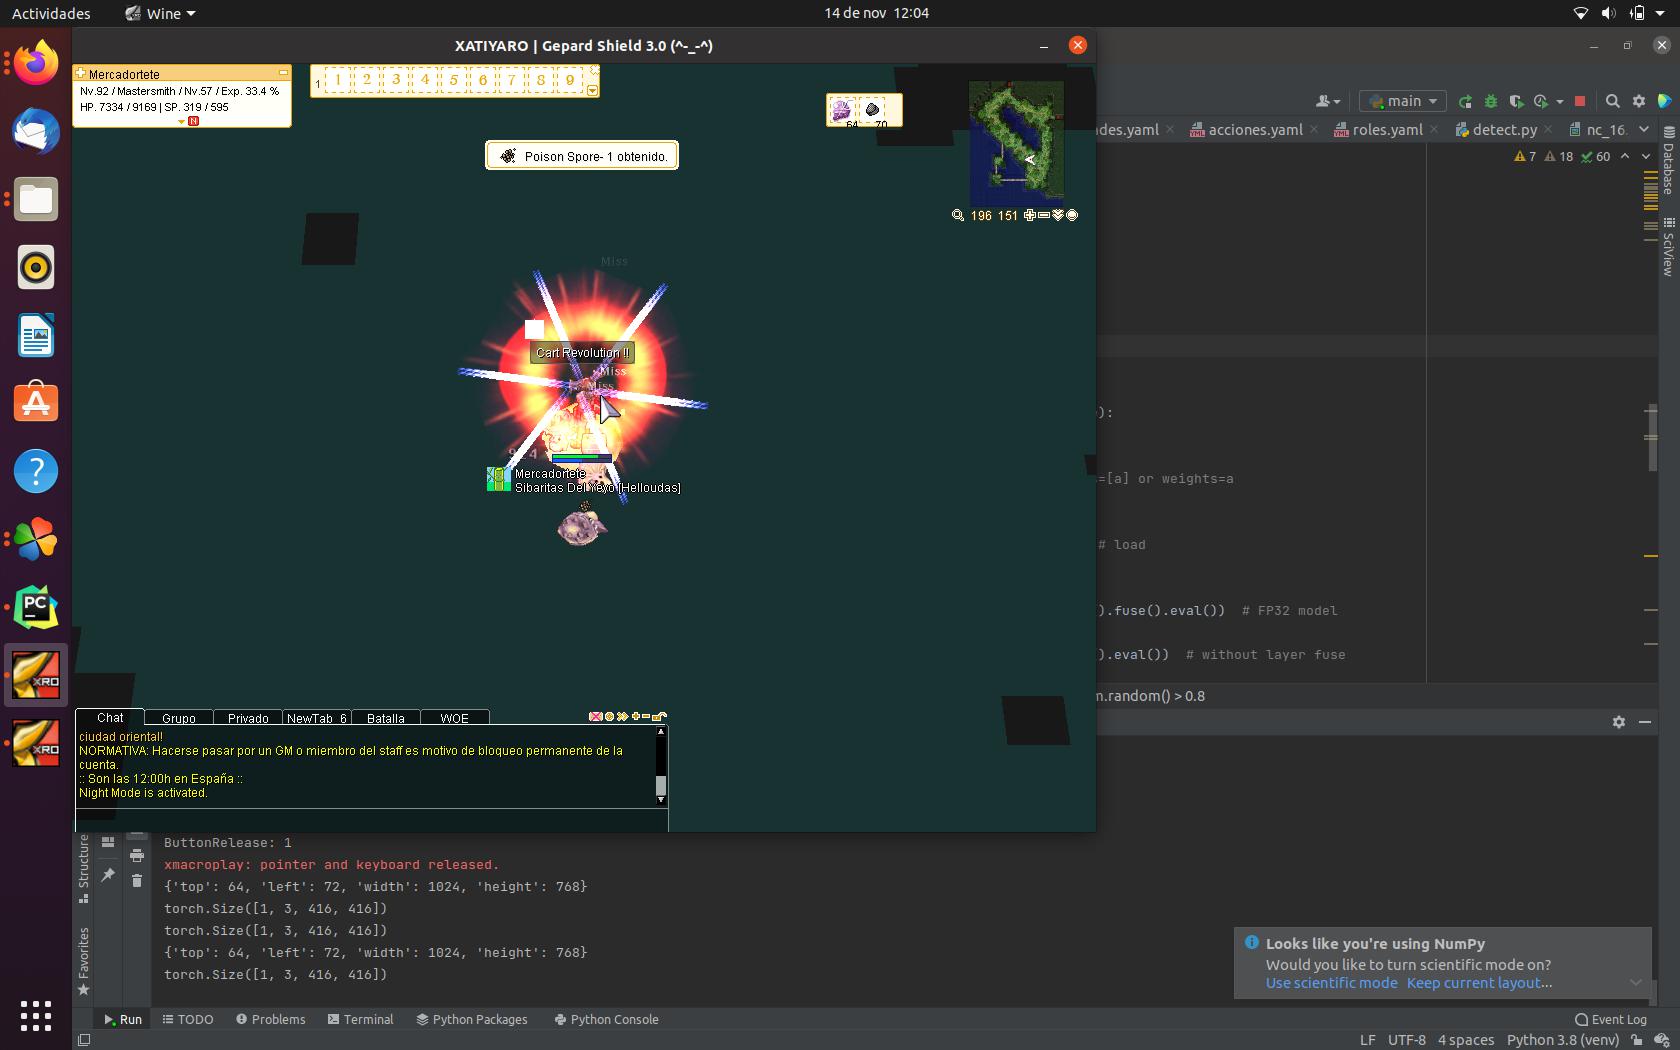 Actividades
Wine
14 de nov 12:04
XATIYARO | Gepard Shield 3.0 (^-_-^)
Mercadortete
Nv.92 / Mastersmith / Nv.57 / Exp. 33.4 %
HP. 7334 / 9169 | SP. 319 / 595
N
1
1 2 3 4 5 6 7 8 9
64 70
Poison Spore- 1 obtenido.
196 151
Miss
Cart Revolution !!
Miss
Miss
Mercadortete
Sibaritas Del Yeyo [Helloudas]
Chat
Grupo
Privado
NewTab_6
Batalla
WOE
ciudad oriental!
NORMATIVA: Hacerse pasar por un GM o miembro del staff es motivo de bloqueo permanente de la
cuenta.
:: Son las 12:00h en España ::
Night Mode is activated.
main
des.yaml
acciones.yaml
roles.yaml
detect.py
nc_16.
7 18 60
Database
SciView
):
=[a] or weights=a
# load
).fuse().eval()) # FP32 model
).eval()) # without layer fuse
m.random() > 0.8
PC
XRO
XRO
Structure
Favorites
ButtonRelease: 1
xmacroplay: pointer and keyboard released.
{'top': 64, 'left': 72, 'width': 1024, 'height': 768}
torch.Size([1, 3, 416, 416])
torch.Size([1, 3, 416, 416])
{'top': 64, 'left': 72, 'width': 1024, 'height': 768}
torch.Size([1, 3, 416, 416])
Looks like you're using NumPy
Would you like to turn scientific mode on?
Use scientific mode Keep current layout...
Run
TODO
Problems
Terminal
Python Packages
Python Console
Event Log
LF UTF-8 4 spaces Python 3.8 (venv)